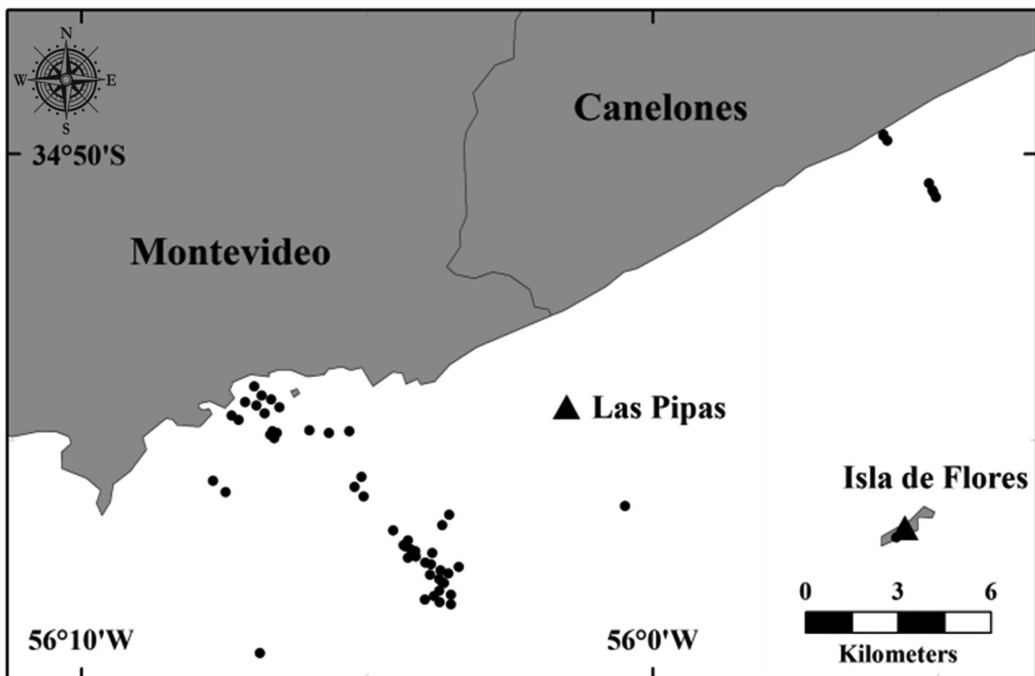 N
W E
S
Canelones
34°50'S
Montevideo
Las Pipas
Isla de Flores
0 3 6
56°10'W 56°0'W
Kilometers